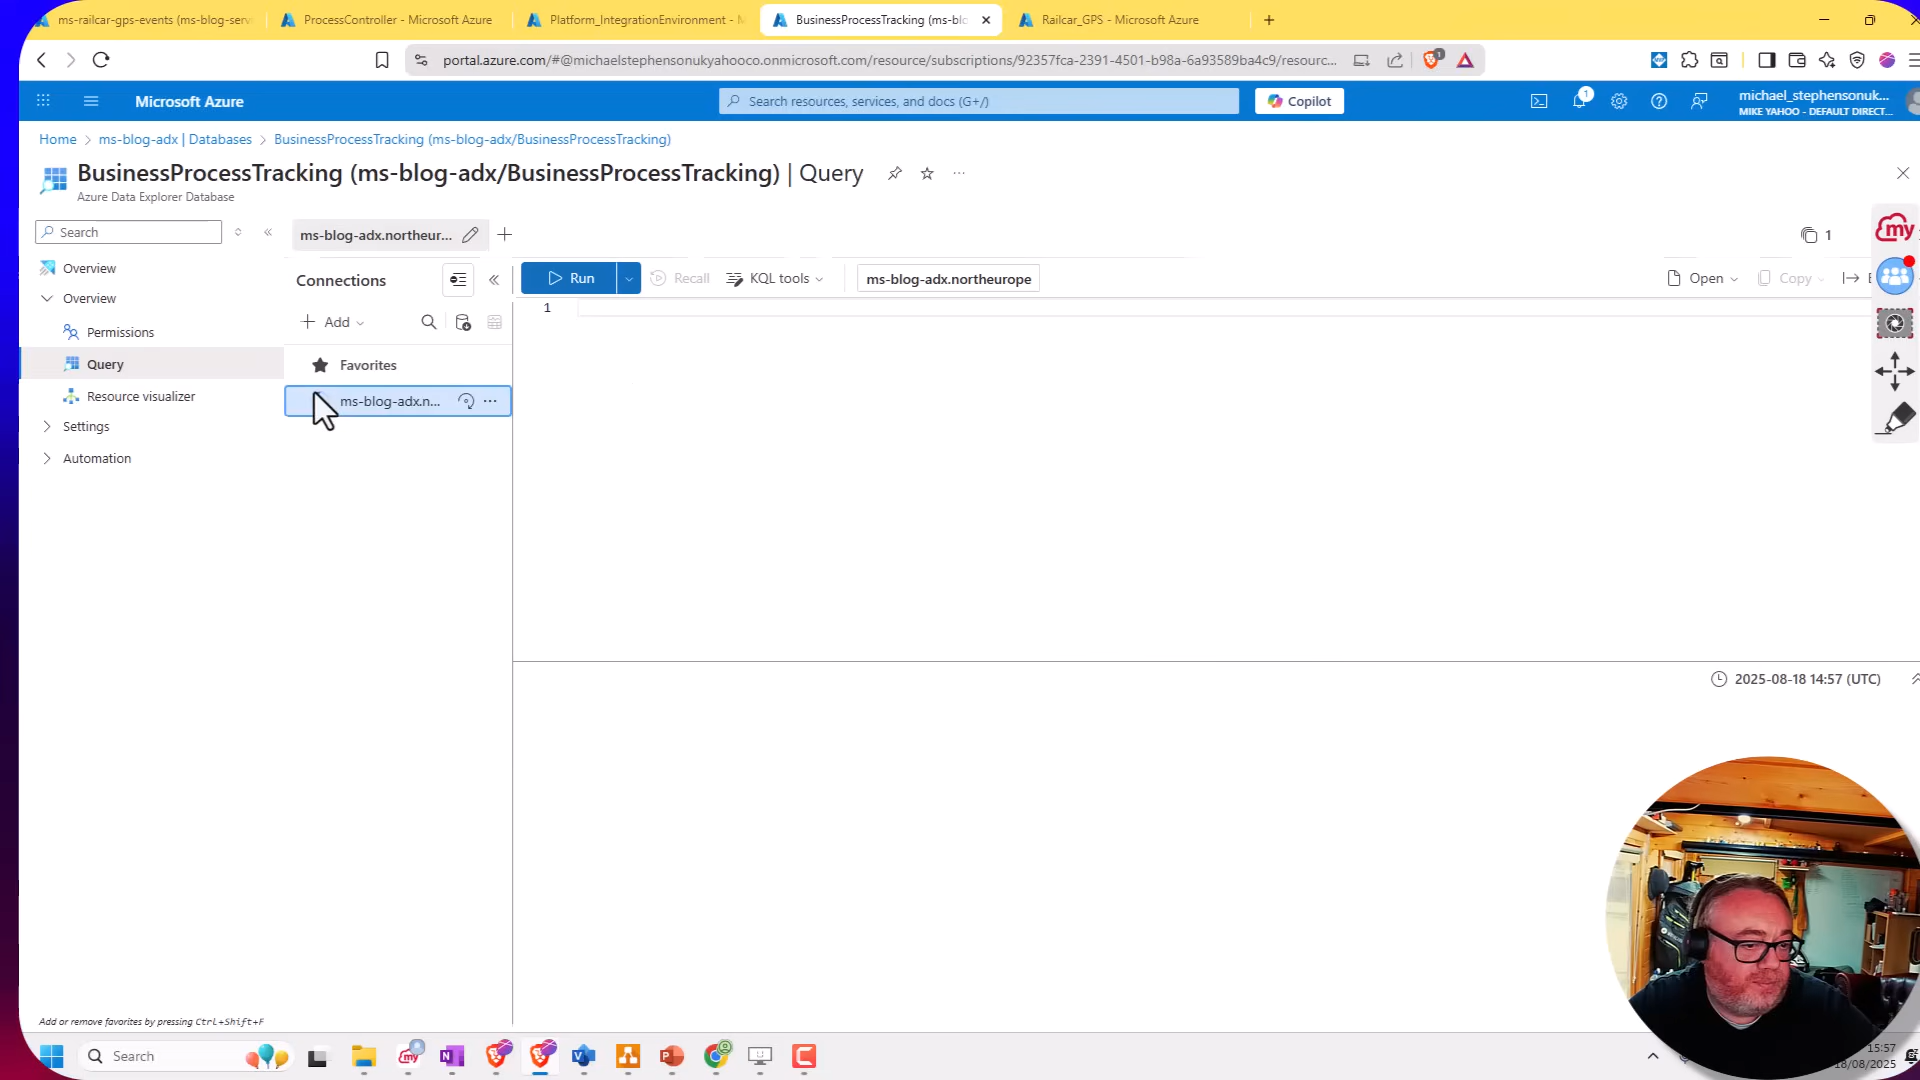 ms-railcar-gps-events (ms-blog-serv
ProcessController - Microsoft Azure
Platform_IntegrationEnvironment - M
BusinessProcessTracking (ms-blo
Railcar_GPS - Microsoft Azure
portal.azure.com/#@michaelstephensonukyahooco.onmicrosoft.com/resource/subscriptions/92357fca-2391-4501-b98a-6a93589ba4c9/resourc...
1
Microsoft Azure
Search resources, services, and docs (G+/)
Copilot
1
michael_stephensonuk...
MIKE YAHOO - DEFAULT DIRECT...
Home > ms-blog-adx | Databases > BusinessProcessTracking (ms-blog-adx/BusinessProcessTracking)
BusinessProcessTracking (ms-blog-adx/BusinessProcessTracking) | Query
Azure Data Explorer Database
Search
ms-blog-adx.northeur...
1
Overview
Overview
Permissions
Query
Resource visualizer
Settings
Automation
Connections
Add
Favorites
ms-blog-adx.n...
Run
Recall
KQL tools
ms-blog-adx.northeurope
Open
Copy
1
my
2025-08-18 14:57 (UTC)
Add or remove favorites by pressing Ctrl+Shift+F
Search
my
15:57
18/08/2025